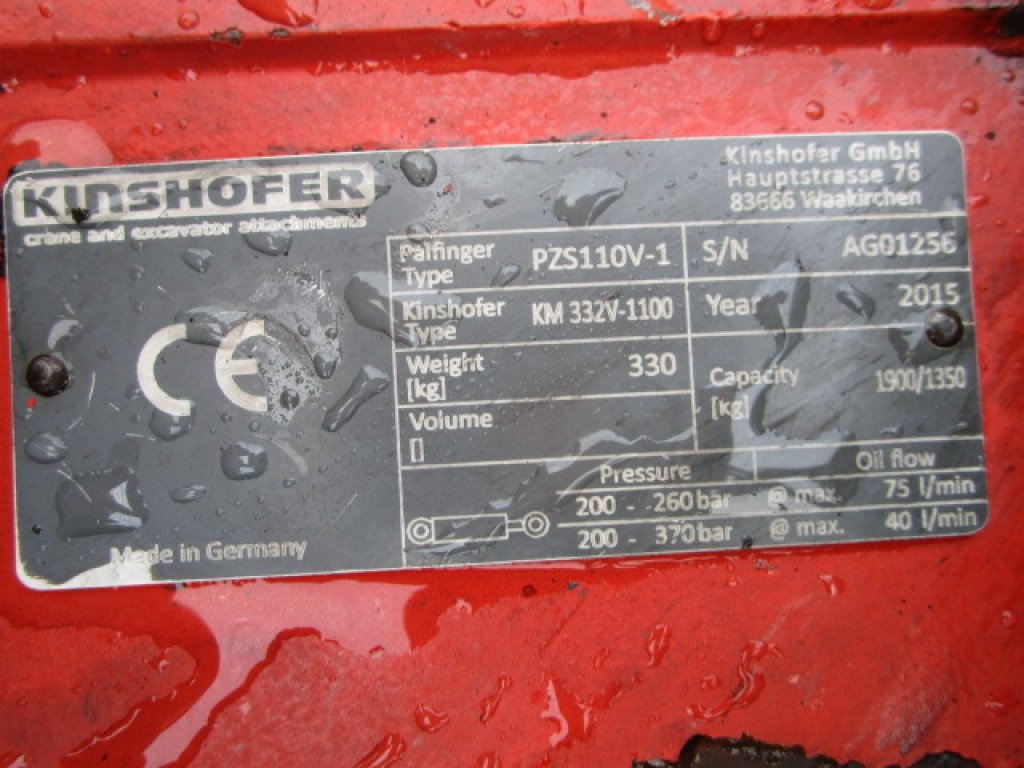 KINSHOFER
crane and excavator attachments
Kinshofer GmbH
Hauptstrasse 76
83666 Waakirchen
Palfinger Type PZS110V-1 S/N AG01256
Kinshofer Type KM 332V-1100 Year 2015
Weight [kg] 330 Capacity [kg] 1900/1350
Volume []
Pressure Oil flow
200 - 260 bar @ max. 75 l/min
200 - 370 bar @ max. 40 l/min
CE
Made in Germany